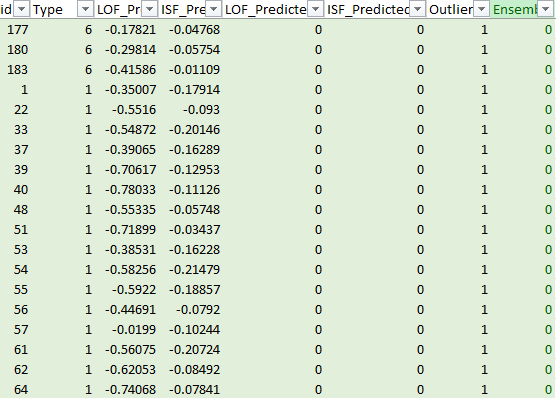 id Type LOF_Pr ISF_Pre LOF_Predicte ISF_Predicted Outlier Ensemb
177 6 -0.17821 -0.04768 0 0 1 0
180 6 -0.29814 -0.05754 0 0 1 0
183 6 -0.41586 -0.01109 0 0 1 0
1 1 -0.35007 -0.17914 0 0 1 0
22 1 -0.5516 -0.093 0 0 1 0
33 1 -0.54872 -0.20146 0 0 1 0
37 1 -0.39065 -0.16289 0 0 1 0
39 1 -0.70617 -0.12953 0 0 1 0
40 1 -0.78033 -0.11126 0 0 1 0
48 1 -0.55335 -0.05748 0 0 1 0
51 1 -0.71899 -0.03437 0 0 1 0
53 1 -0.38531 -0.16228 0 0 1 0
54 1 -0.58256 -0.21479 0 0 1 0
55 1 -0.5922 -0.18857 0 0 1 0
56 1 -0.44691 -0.0792 0 0 1 0
57 1 -0.0199 -0.10244 0 0 1 0
61 1 -0.56075 -0.20724 0 0 1 0
62 1 -0.62053 -0.08492 0 0 1 0
64 1 -0.74068 -0.07841 0 0 1 0